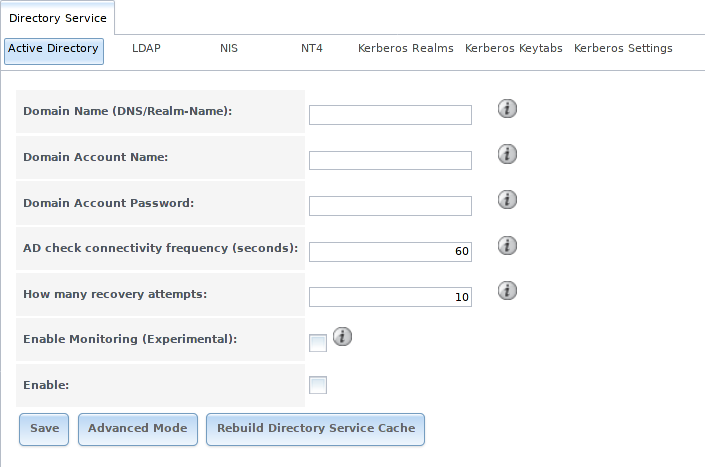 Directory Service
Active Directory LDAP NIS NT4 Kerberos Realms Kerberos Keytabs Kerberos Settings
Domain Name (DNS/Realm-Name): i
Domain Account Name: i
Domain Account Password: i
AD check connectivity frequency (seconds): 60 i
How many recovery attempts: 10 i
Enable Monitoring (Experimental): i
Enable:
Save Advanced Mode Rebuild Directory Service Cache